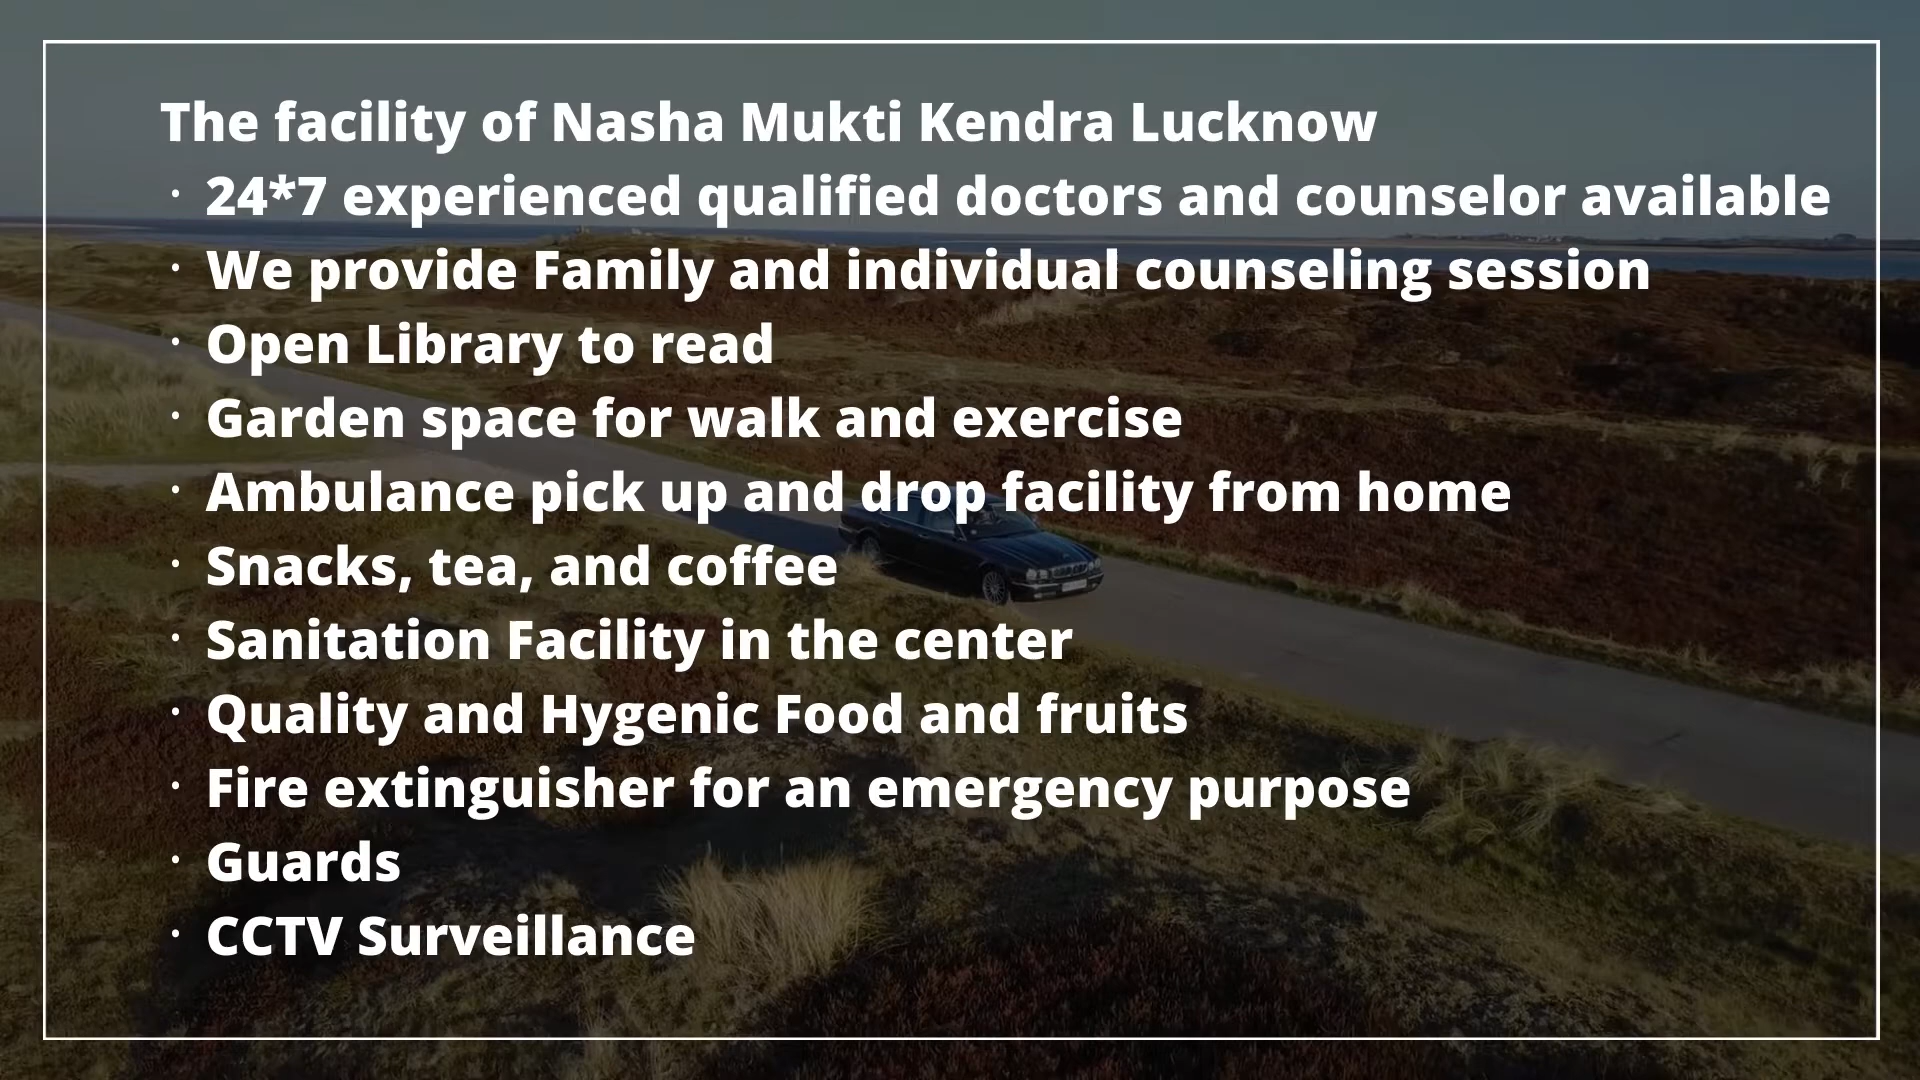 The facility of Nasha Mukti Kendra Lucknow
· 24*7 experienced qualified doctors and counselor available
· We provide Family and individual counseling session
· Open Library to read
· Garden space for walk and exercise
· Ambulance pick up and drop facility from home
· Snacks, tea, and coffee
· Sanitation Facility in the center
· Quality and Hygenic Food and fruits
· Fire extinguisher for an emergency purpose
· Guards
· CCTV Surveillance